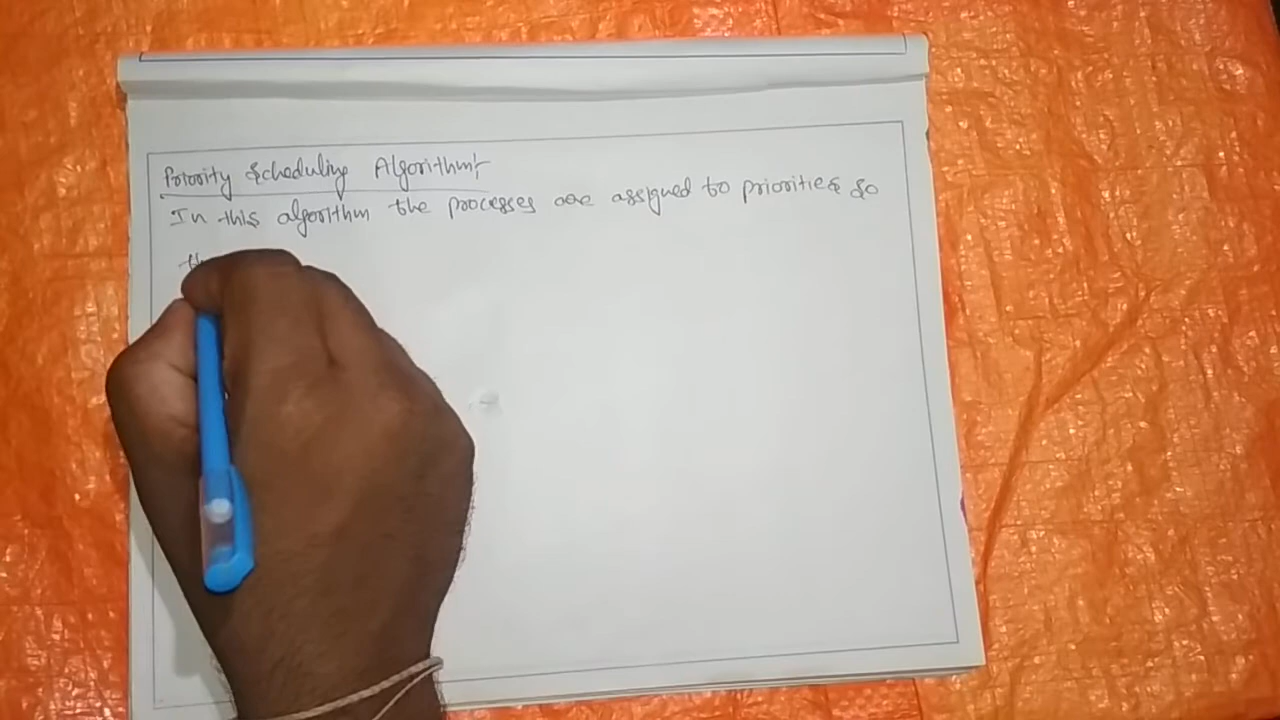 Priority Scheduling Algorithm:-
In this algorithm the processes are assigned to priorities so